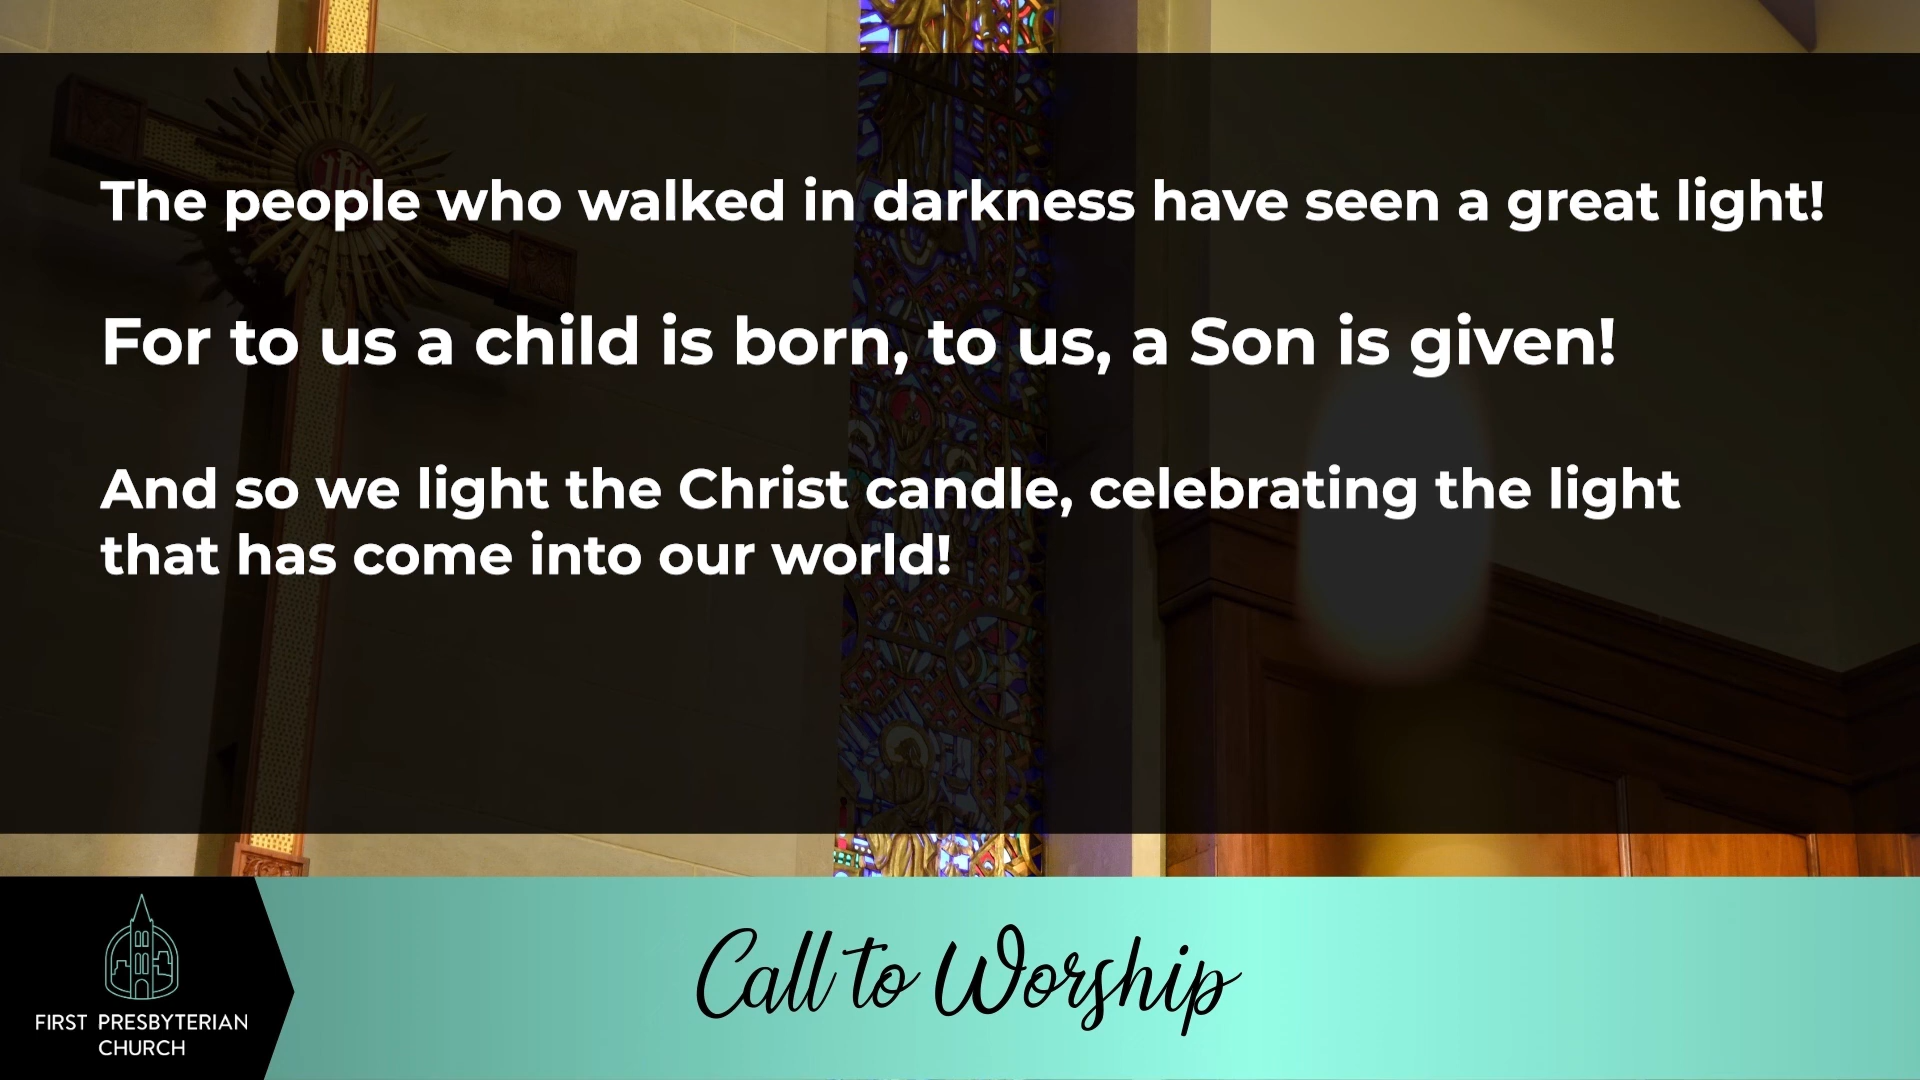 The people who walked in darkness have seen a great light!
For to us a child is born, to us, a Son is given!
And so we light the Christ candle, celebrating the light
that has come into our world!
Call to Worship
FIRST PRESBYTERIAN
CHURCH